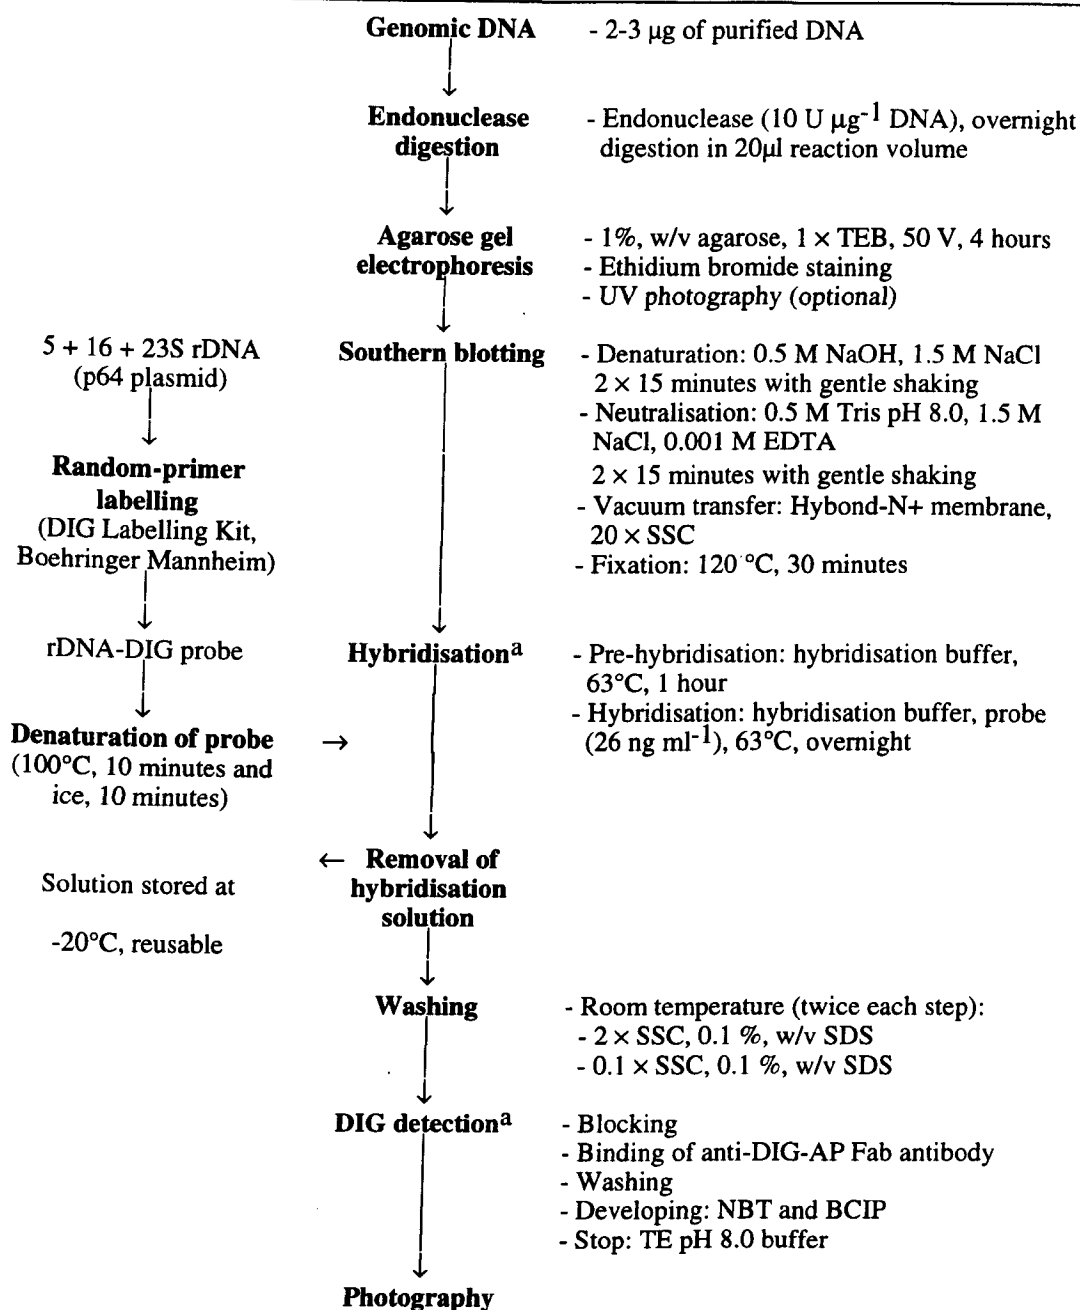 Genomic DNA - 2-3 µg of purified DNA
Endonuclease digestion
- Endonuclease (10 U µg-1 DNA), overnight
digestion in 20µl reaction volume
Agarose gel electrophoresis
- 1%, w/v agarose, 1 × TEB, 50 V, 4 hours
- Ethidium bromide staining
- UV photography (optional)
5 + 16 + 23S rDNA
(p64 plasmid)
Random-primer
labelling
(DIG Labelling Kit,
Boehringer Mannheim)
rDNA-DIG probe
Denaturation of probe →
(100°C, 10 minutes and
ice, 10 minutes)
Southern blotting
- Denaturation: 0.5 M NaOH, 1.5 M NaCl
2 × 15 minutes with gentle shaking
- Neutralisation: 0.5 M Tris pH 8.0, 1.5 M
NaCl, 0.001 M EDTA
2 × 15 minutes with gentle shaking
- Vacuum transfer: Hybond-N+ membrane,
20 × SSC
- Fixation: 120 °C, 30 minutes
Hybridisationa
- Pre-hybridisation: hybridisation buffer,
63°C, 1 hour
- Hybridisation: hybridisation buffer, probe
(26 ng ml-1), 63°C, overnight
← Removal of
hybridisation
solution
Solution stored at
-20°C, reusable
Washing
- Room temperature (twice each step):
- 2 × SSC, 0.1 %, w/v SDS
- 0.1 × SSC, 0.1 %, w/v SDS
DIG detectiona
- Blocking
- Binding of anti-DIG-AP Fab antibody
- Washing
- Developing: NBT and BCIP
- Stop: TE pH 8.0 buffer
Photography